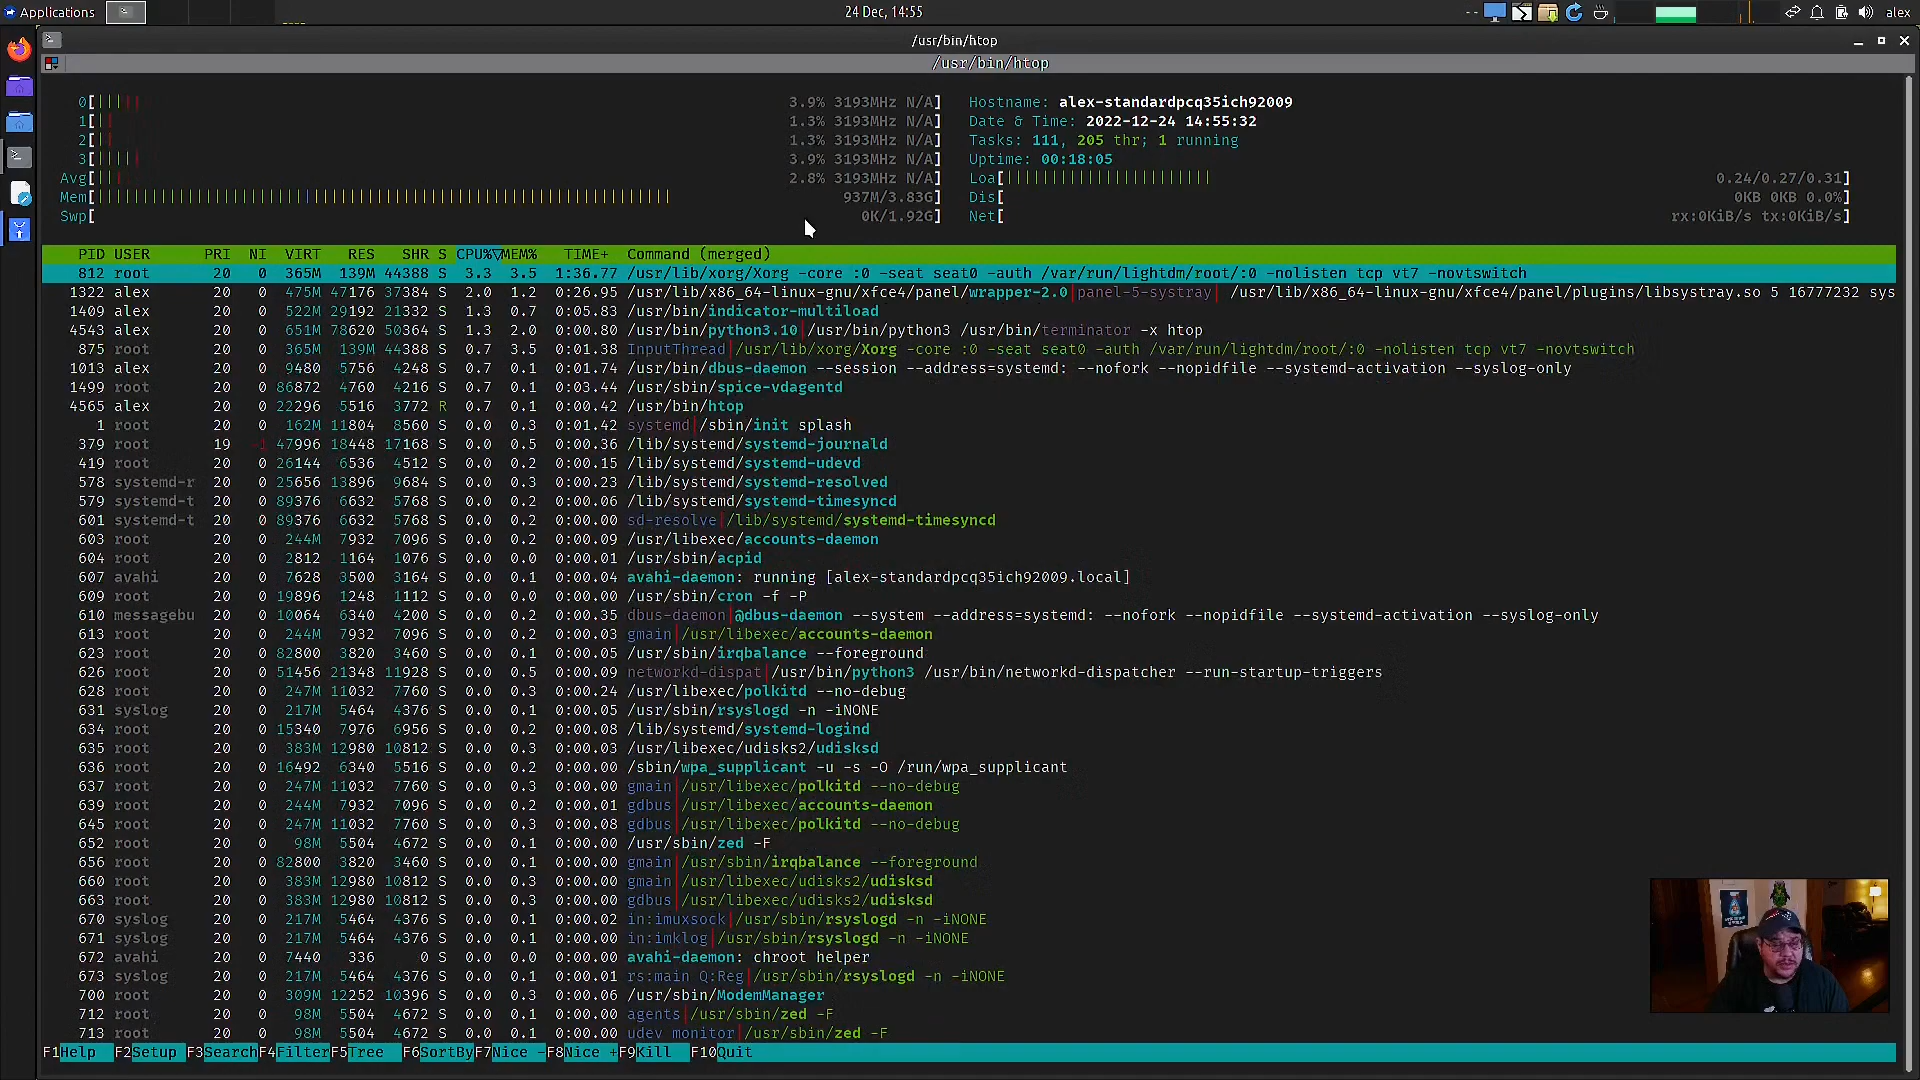 Applications
24 Dec, 14:55
alex
/usr/bin/htop
/usr/bin/htop
0[||||| 3.9% 3193MHz N/A]
1[|| 1.3% 3193MHz N/A]
2[|| 1.3% 3193MHz N/A]
3[||||| 3.9% 3193MHz N/A]
Avg[||| 2.8% 3193MHz N/A]
Mem[ 937M/3.83G]
Swp[ 0K/1.92G]
Hostname: alex-standardpcq35ich92009
Date & Time: 2022-12-24 14:55:32
Tasks: 111, 205 thr; 1 running
Uptime: 00:18:05
Loa[ 0.24/0.27/0.31]
Dis[ 0KB 0KB 0.0%]
Net[ rx:0KiB/s tx:0KiB/s]
PID USER PRI NI VIRT RES SHR S CPU%▽MEM% TIME+ Command (merged)
812 root 20 0 365M 139M 44388 S 3.3 3.5 1:36.77 /usr/lib/xorg/Xorg -core :0 -seat seat0 -auth /var/run/lightdm/root/:0 -nolisten tcp vt7 -novtswitch
1322 alex 20 0 475M 47176 37384 S 2.0 1.2 0:26.95 /usr/lib/x86_64-linux-gnu/xfce4/panel/wrapper-2.0|panel-5-systray| /usr/lib/x86_64-linux-gnu/xfce4/panel/plugins/libsystray.so 5 16777232 sys
1409 alex 20 0 522M 29192 21332 S 1.3 0.7 0:05.83 /usr/bin/indicator-multiload
4543 alex 20 0 651M 78620 50364 S 1.3 2.0 0:00.80 /usr/bin/python3.10|/usr/bin/python3 /usr/bin/terminator -x htop
875 root 20 0 365M 139M 44388 S 0.7 3.5 0:01.38 InputThread|/usr/lib/xorg/Xorg -core :0 -seat seat0 -auth /var/run/lightdm/root/:0 -nolisten tcp vt7 -novtswitch
1013 alex 20 0 9480 5756 4248 S 0.7 0.1 0:01.74 /usr/bin/dbus-daemon --session --address=systemd: --nofork --nopidfile --systemd-activation --syslog-only
1499 root 20 0 86872 4760 4216 S 0.7 0.1 0:03.44 /usr/sbin/spice-vdagentd
4565 alex 20 0 22296 5516 3772 R 0.7 0.1 0:00.42 /usr/bin/htop
1 root 20 0 162M 11804 8560 S 0.0 0.3 0:01.42 systemd|/sbin/init splash
379 root 19 -1 47996 18448 17168 S 0.0 0.5 0:00.36 /lib/systemd/systemd-journald
419 root 20 0 26144 6536 4512 S 0.0 0.2 0:00.15 /lib/systemd/systemd-udevd
578 systemd-r 20 0 25656 13896 9684 S 0.0 0.3 0:00.23 /lib/systemd/systemd-resolved
579 systemd-t 20 0 89376 6632 5768 S 0.0 0.2 0:00.06 /lib/systemd/systemd-timesyncd
601 systemd-t 20 0 89376 6632 5768 S 0.0 0.2 0:00.00 sd-resolve|/lib/systemd/systemd-timesyncd
603 root 20 0 244M 7932 7096 S 0.0 0.2 0:00.09 /usr/libexec/accounts-daemon
604 root 20 0 2812 1164 1076 S 0.0 0.0 0:00.01 /usr/sbin/acpid
607 avahi 20 0 7628 3500 3164 S 0.0 0.1 0:00.04 avahi-daemon: running [alex-standardpcq35ich92009.local]
609 root 20 0 19896 1248 1112 S 0.0 0.0 0:00.00 /usr/sbin/cron -f -P
610 messagebu 20 0 10064 6340 4200 S 0.0 0.2 0:00.35 dbus-daemon|@dbus-daemon --system --address=systemd: --nofork --nopidfile --systemd-activation --syslog-only
613 root 20 0 244M 7932 7096 S 0.0 0.2 0:00.03 gmain|/usr/libexec/accounts-daemon
623 root 20 0 82800 3820 3460 S 0.0 0.1 0:00.05 /usr/sbin/irqbalance --foreground
626 root 20 0 51456 21348 11928 S 0.0 0.5 0:00.09 networkd-dispat|/usr/bin/python3 /usr/bin/networkd-dispatcher --run-startup-triggers
628 root 20 0 247M 11032 7760 S 0.0 0.3 0:00.24 /usr/libexec/polkitd --no-debug
631 syslog 20 0 217M 5464 4376 S 0.0 0.1 0:00.05 /usr/sbin/rsyslogd -n -iNONE
634 root 20 0 15340 7976 6956 S 0.0 0.2 0:00.08 /lib/systemd/systemd-logind
635 root 20 0 383M 12980 10812 S 0.0 0.3 0:00.03 /usr/libexec/udisks2/udisksd
636 root 20 0 16492 6340 5516 S 0.0 0.2 0:00.00 /sbin/wpa_supplicant -u -s -O /run/wpa_supplicant
637 root 20 0 247M 11032 7760 S 0.0 0.3 0:00.00 gmain|/usr/libexec/polkitd --no-debug
639 root 20 0 244M 7932 7096 S 0.0 0.2 0:00.01 gdbus|/usr/libexec/accounts-daemon
645 root 20 0 247M 11032 7760 S 0.0 0.3 0:00.08 gdbus|/usr/libexec/polkitd --no-debug
652 root 20 0 98M 5504 4672 S 0.0 0.1 0:00.00 /usr/sbin/zed -F
656 root 20 0 82800 3820 3460 S 0.0 0.1 0:00.00 gmain|/usr/sbin/irqbalance --foreground
660 root 20 0 383M 12980 10812 S 0.0 0.3 0:00.00 gmain|/usr/libexec/udisks2/udisksd
663 root 20 0 383M 12980 10812 S 0.0 0.3 0:00.00 gdbus|/usr/libexec/udisks2/udisksd
670 syslog 20 0 217M 5464 4376 S 0.0 0.1 0:00.02 in:imuxsock|/usr/sbin/rsyslogd -n -iNONE
671 syslog 20 0 217M 5464 4376 S 0.0 0.1 0:00.00 in:imklog|/usr/sbin/rsyslogd -n -iNONE
672 avahi 20 0 7440 336 0 S 0.0 0.0 0:00.00 avahi-daemon: chroot helper
673 syslog 20 0 217M 5464 4376 S 0.0 0.1 0:00.01 rs:main Q:Reg|/usr/sbin/rsyslogd -n -iNONE
700 root 20 0 309M 12252 10396 S 0.0 0.3 0:00.06 /usr/sbin/ModemManager
712 root 20 0 98M 5504 4672 S 0.0 0.1 0:00.00 agents|/usr/sbin/zed -F
713 root 20 0 98M 5504 4672 S 0.0 0.1 0:00.00 udev monitor|/usr/sbin/zed -F
F1Help F2Setup F3SearchF4FilterF5Tree F6SortByF7Nice -F8Nice +F9Kill F10Quit